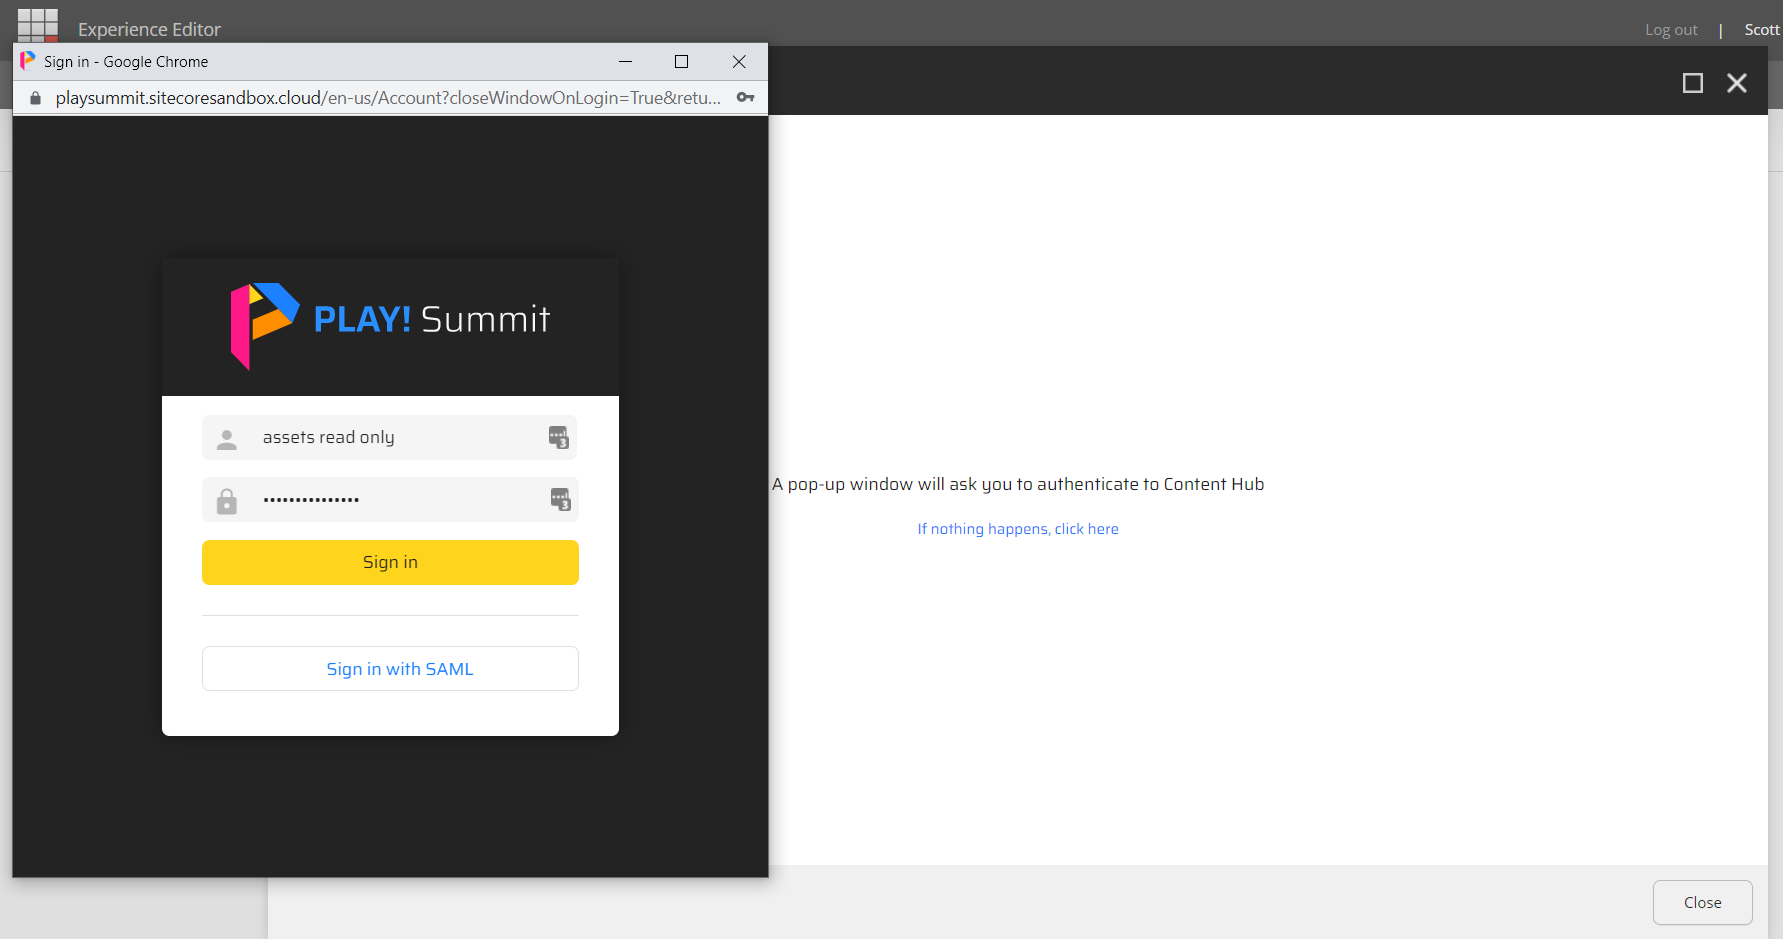 Experience Editor
Log out | Scott
Sign in - Google Chrome
playsummit.sitecoresandbox.cloud/en-us/Account?closeWindowOnLogin=True&retu...
PLAY! Summit
assets read only
3
•••••••••••••••
3
Sign in
Sign in with SAML
A pop-up window will ask you to authenticate to Content Hub
If nothing happens, click here
Close